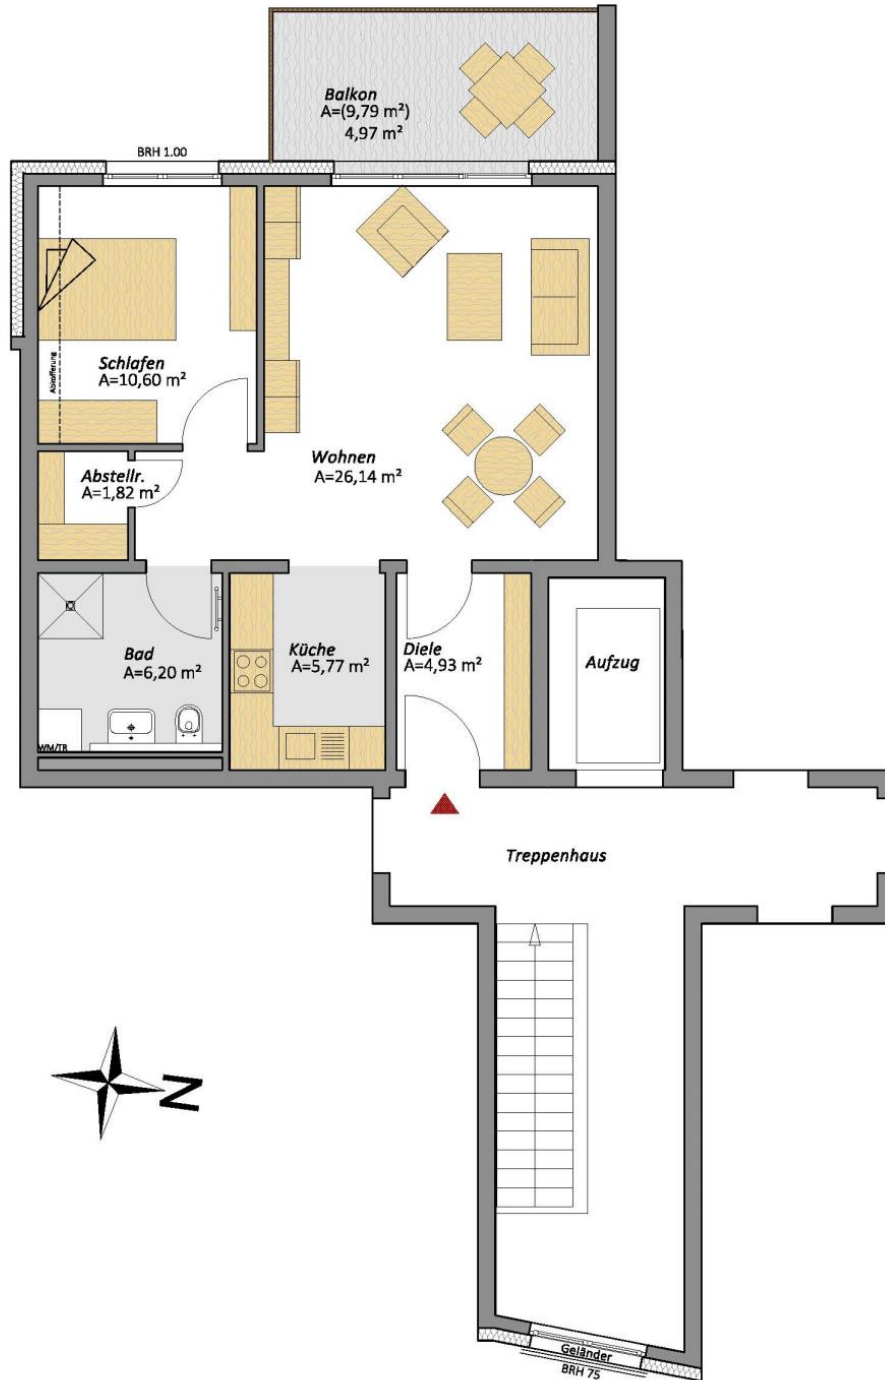 Balkon
A=(9,79 m²)
4,97 m²
BRH 1.00
Schlafen
A=10,60 m²
Abkofferung
Wohnen
A=26,14 m²
Abstellr.
A=1,82 m²
Bad
A=6,20 m²
Küche
A=5,77 m²
Diele
A=4,93 m²
Aufzug
WM/TR
Treppenhaus
N
Geländer
BRH 75